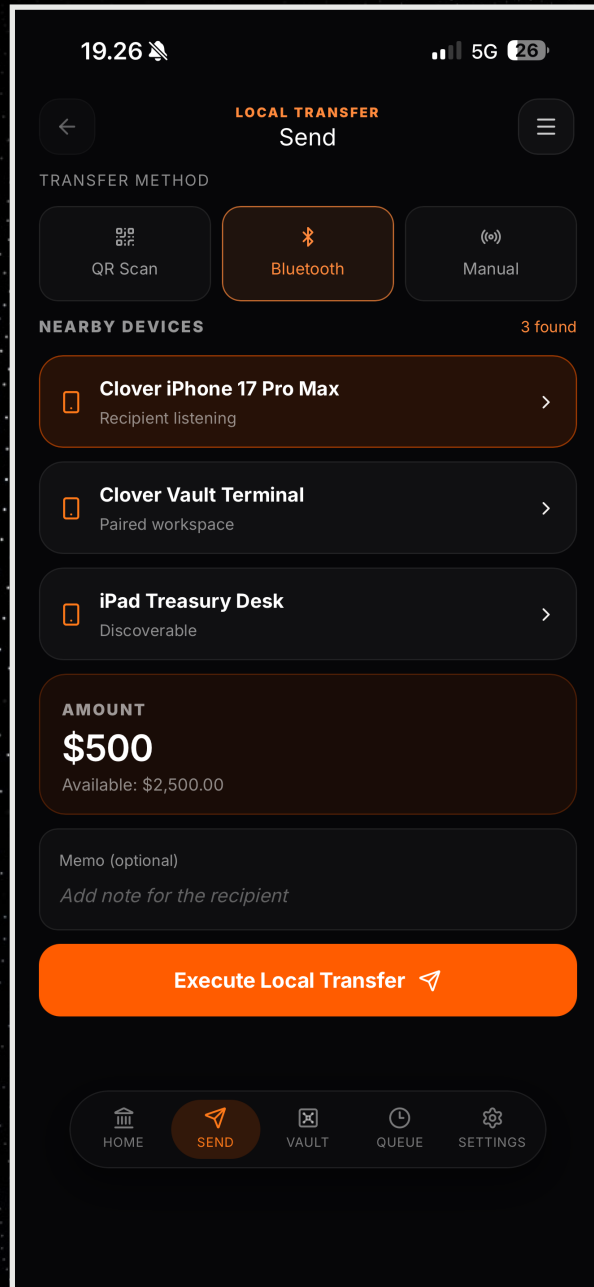 19.26
5G
26
LOCAL TRANSFER
Send
TRANSFER METHOD
QR Scan
Bluetooth
Manual
NEARBY DEVICES
3 found
Clover iPhone 17 Pro Max
Recipient listening
Clover Vault Terminal
Paired workspace
iPad Treasury Desk
Discoverable
AMOUNT
$500
Available: $2,500.00
Memo (optional)
Add note for the recipient
Execute Local Transfer
HOME
SEND
VAULT
QUEUE
SETTINGS